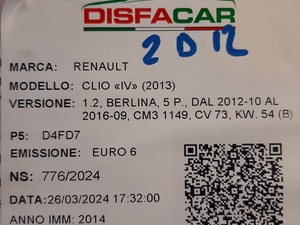 DISFACAR
2 D 12
MARCA: RENAULT
MODELLO: CLIO «IV» (2013)
VERSIONE: 1.2, BERLINA, 5 P., DAL 2012-10 AL
2016-09, CM3 1149, CV 73, KW. 54 (B)
P5: D4FD7
EMISSIONE: EURO 6
NS: 776/2024
DATA:26/03/2024 17:32:00
ANNO IMM: 2014